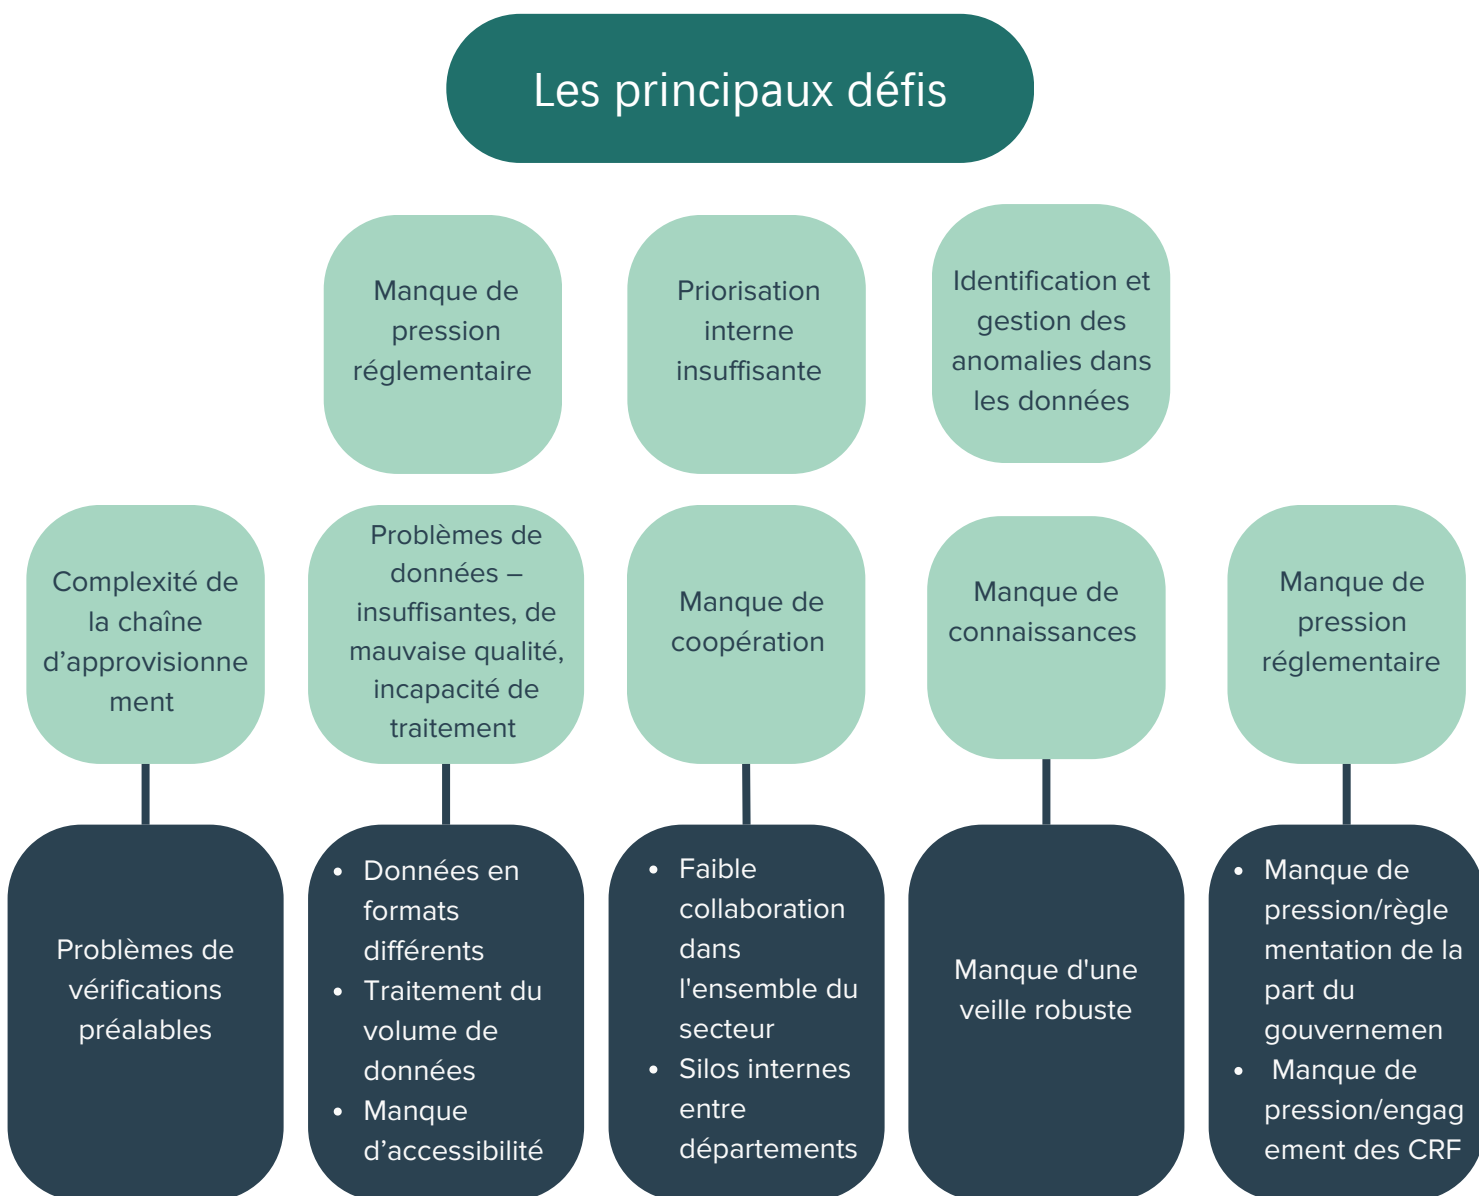 Les principaux défis
Manque de
pression
réglementaire
Priorisation
interne
insuffisante
Identification et
gestion des
anomalies dans
les données
Complexité de
la chaîne
d’approvisionne
ment
Problèmes de
données –
insuffisantes, de
mauvaise qualité,
incapacité de
traitement
Manque de
coopération
Manque de
connaissances
Manque de
pression
réglementaire
Problèmes de
vérifications
préalables
• Données en
formats
différents
• Traitement du
volume de
données
• Manque
d’accessibilité
• Faible
collaboration
dans
l'ensemble du
secteur
• Silos internes
entre
départements
Manque d'une
veille robuste
• Manque de
pression/règle
mentation de la
part du
gouvernemen
• Manque de
pression/engag
ement des CRF